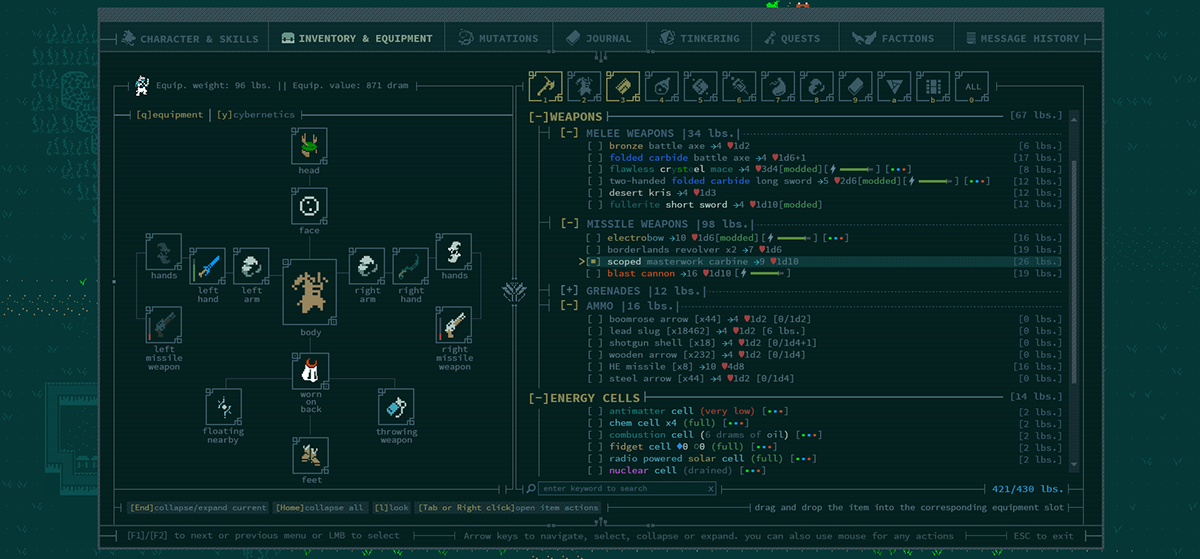 CHARACTER & SKILLS INVENTORY & EQUIPMENT MUTATIONS JOURNAL TINKERING QUESTS FACTIONS MESSAGE HISTORY
Equip. weight: 96 lbs. || Equip. value: 871 dram
1 2 3 4 5 6 7 8 9 a b ALL 0
[q]equipment | [y]cybernetics
head
face
hands
left hand
left arm
body
right arm
right hand
hands
left missile weapon
right missile weapon
worn on back
floating nearby
throwing weapon
feet
[-]WEAPONS [67 lbs.]
[-] MELEE WEAPONS |34 lbs.|
[ ] bronze battle axe →4 ♥1d2 [6 lbs.]
[ ] folded carbide battle axe →4 ♥1d6+1 [17 lbs.]
[ ] flawless crysteel mace →4 ♥3d4[modded] [8 lbs.]
[ ] two-handed folded carbide long sword →5 ♥2d6[modded] [12 lbs.]
[ ] desert kris →4 ♥1d3 [12 lbs.]
[ ] fullerite short sword →4 ♥1d10[modded] [12 lbs.]
[-] MISSILE WEAPONS |98 lbs.|
[ ] electrobow →10 ♥1d6[modded] [16 lbs.]
[ ] borderlands revolver x2 →7 ♥1d6 [19 lbs.]
>[▪] scoped masterwork carbine →9 ♥1d10 [26 lbs.]
[ ] blast cannon →16 ♥1d10 [19 lbs.]
[+] GRENADES |12 lbs.|
[-] AMMO |16 lbs.|
[ ] boomrose arrow [x44] →4 ♥1d2 [0/1d2] [0 lbs.]
[ ] lead slug [x18462] →4 ♥1d2 [6 lbs.] [0 lbs.]
[ ] shotgun shell [x18] →4 ♥1d2 [0/1d4+1] [0 lbs.]
[ ] wooden arrow [x232] →4 ♥1d2 [0/1d4] [0 lbs.]
[ ] HE missile [x8] →10 ♥4d8 [16 lbs.]
[ ] steel arrow [x44] →4 ♥1d2 [0/1d4] [0 lbs.]
[-]ENERGY CELLS [14 lbs.]
[ ] antimatter cell (very low) [•••] [2 lbs.]
[ ] chem cell x4 (full) [•••] [2 lbs.]
[ ] combustion cell (6 drams of oil) [•••] [2 lbs.]
[ ] fidget cell ♦0 ○0 (full) [•••] [2 lbs.]
[ ] radio powered solar cell (full) [•••] [2 lbs.]
[ ] nuclear cell (drained) [•••] [2 lbs.]
enter keyword to search x 421/430 lbs.
[End]collapse/expand current [Home]collapse all [l]look [Tab or Right click]open item actions drag and drop the item into the corresponding equipment slot
[F1]/[F2] to next or previous menu or LMB to select Arrow keys to navigate, select, collapse or expand. you can also use mouse for any actions ESC to exit